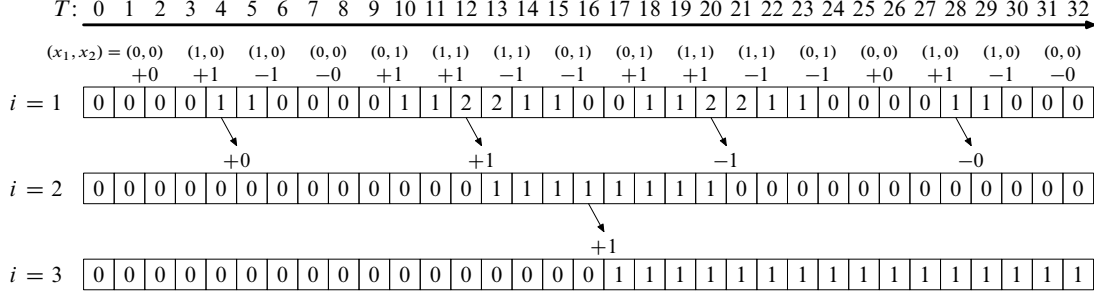 T: 0 1 2 3 4 5 6 7 8 9 10 11 12 13 14 15 16 17 18 19 20 21 22 23 24 25 26 27 28 29 30 31 32
(x₁, x₂) = (0, 0) (1, 0) (1, 0) (0, 0) (0, 1) (1, 1) (1, 1) (0, 1) (0, 1) (1, 1) (1, 1) (0, 1) (0, 0) (1, 0) (1, 0) (0, 0)
+0 +1 −1 −0 +1 +1 −1 −1 +1 +1 −1 −1 +0 +1 −1 −0
i = 1 0 0 0 0 1 1 0 0 0 0 1 1 2 2 1 1 0 0 1 1 2 2 1 1 0 0 0 0 1 1 0 0 0
+0 +1 −1 −0
i = 2 0 0 0 0 0 0 0 0 0 0 0 0 0 1 1 1 1 1 1 1 1 0 0 0 0 0 0 0 0 0 0 0 0
+1
i = 3 0 0 0 0 0 0 0 0 0 0 0 0 0 0 0 0 0 1 1 1 1 1 1 1 1 1 1 1 1 1 1 1 1